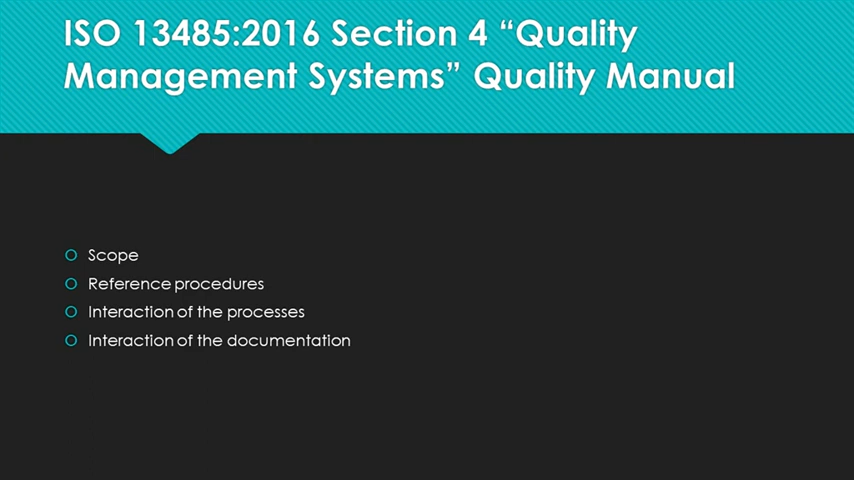 ISO 13485:2016 Section 4 “Quality
Management Systems” Quality Manual
Scope
Reference procedures
Interaction of the processes
Interaction of the documentation